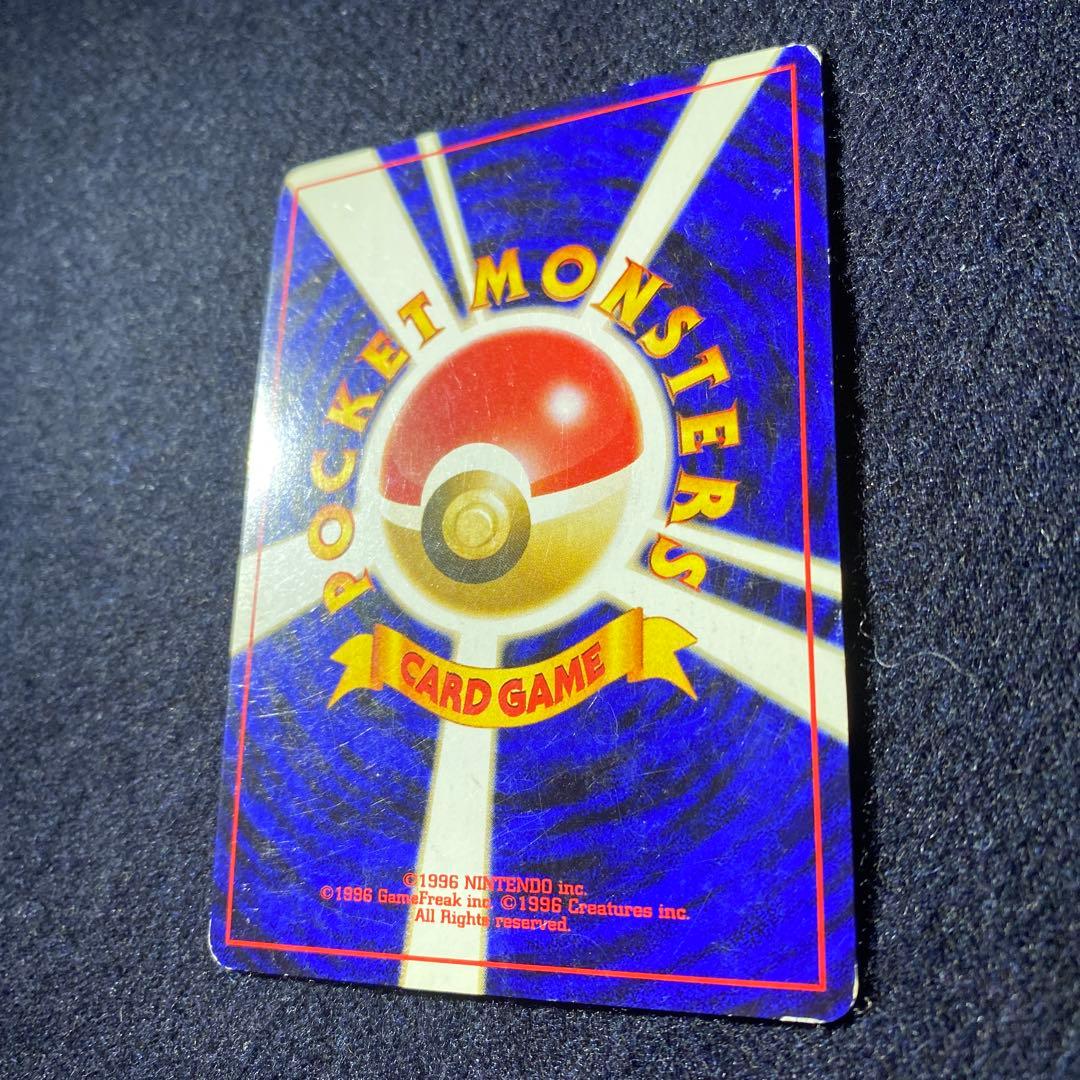 POCKET MONSTERS
CARD GAME
©1996 NINTENDO inc.
©1996 GameFreak inc. ©1996 Creatures inc.
All Rights reserved.